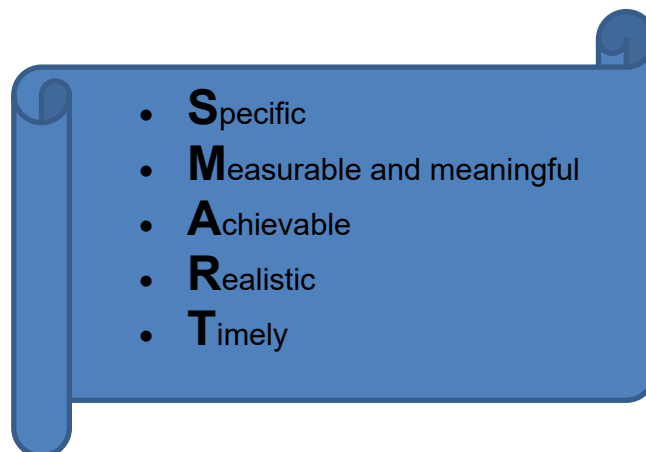 • Specific
• Measurable and meaningful
• Achievable
• Realistic
• Timely